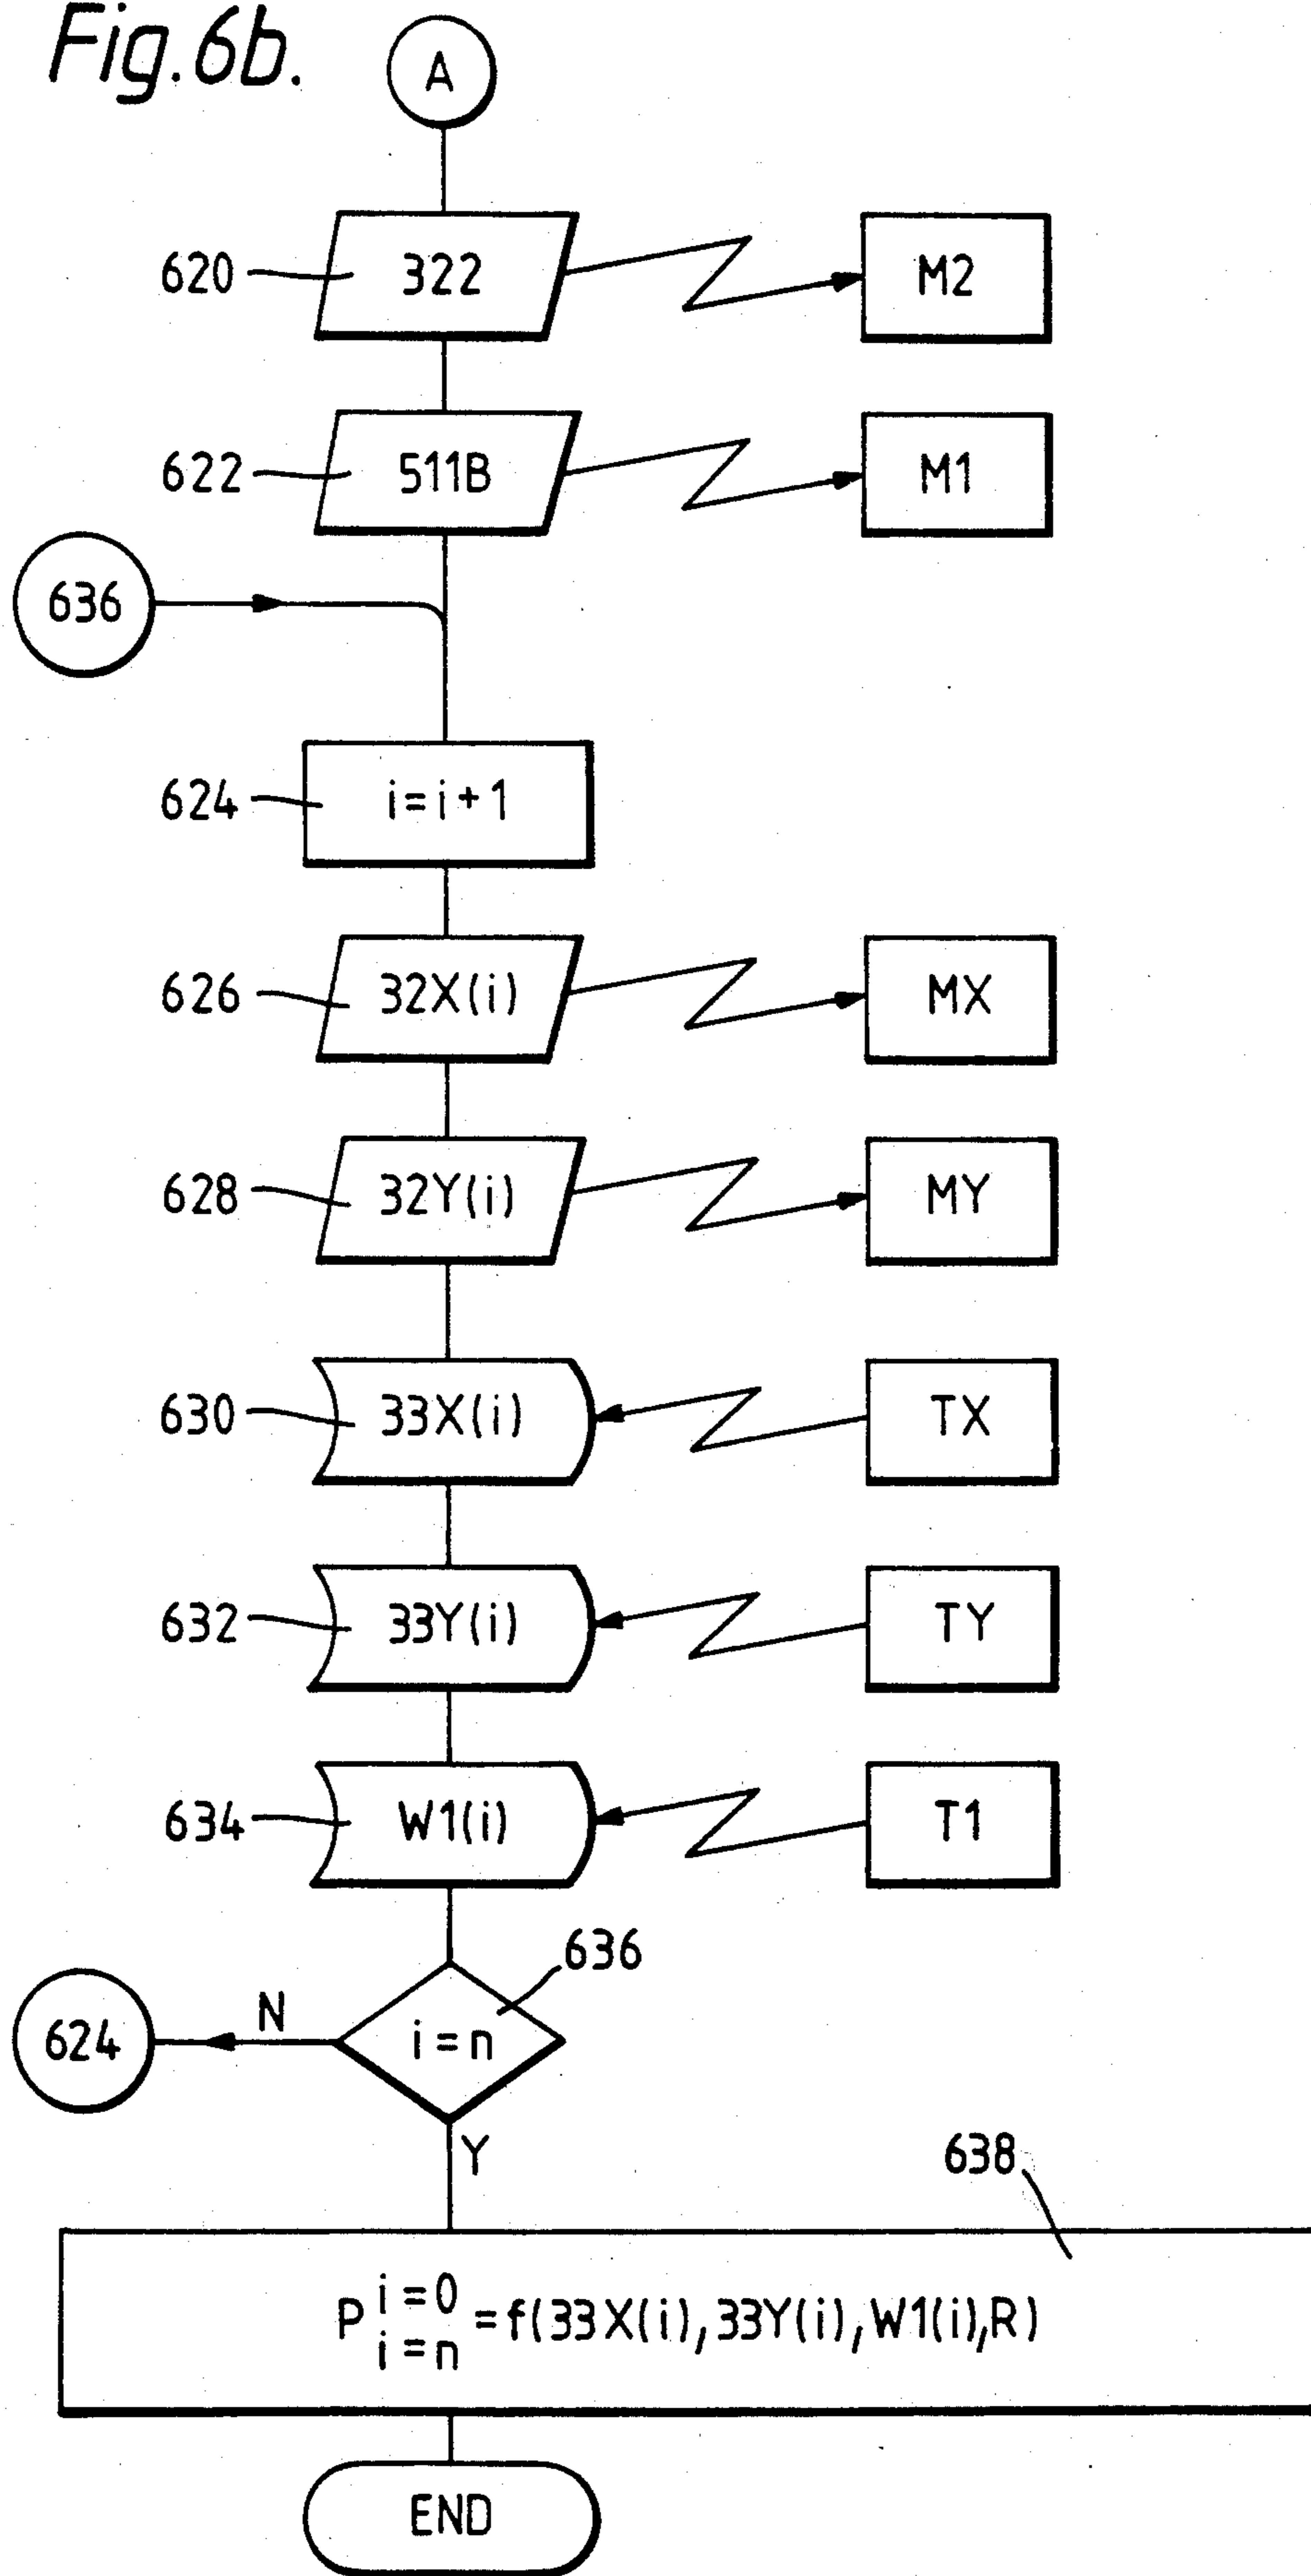 Fig.6b.
A
620 322 M2
622 511B M1
636
624 i=i+1
626 32X(i) MX
628 32Y(i) MY
630 33X(i) TX
632 33Y(i) TY
634 W1(i) T1
636
624 N i=n
Y
638
P i=0 i=n =f(33X(i),33Y(i),W1(i),R)
END